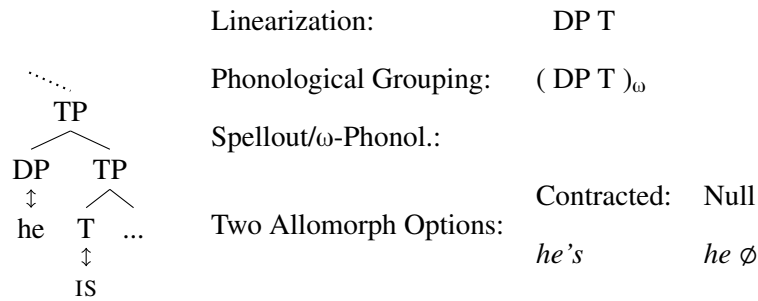 Linearization: DP T
Phonological Grouping: ( DP T )ω
TP
Spellout/ω-Phonol.:
DP TP
↕
Contracted: Null
he T ...
Two Allomorph Options:
↕
he's he ∅
IS